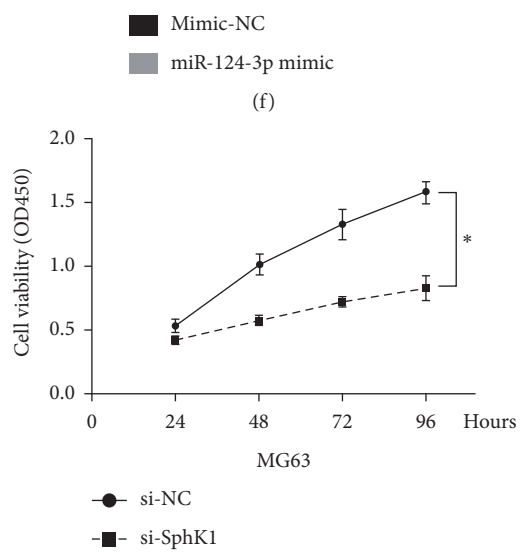 Mimic-NC
miR-124-3p mimic
(f)
2.0
1.5
1.0
0.5
0.0
Cell viability (OD450)
*
0 24 48 72 96 Hours
MG63
si-NC
si-SphK1